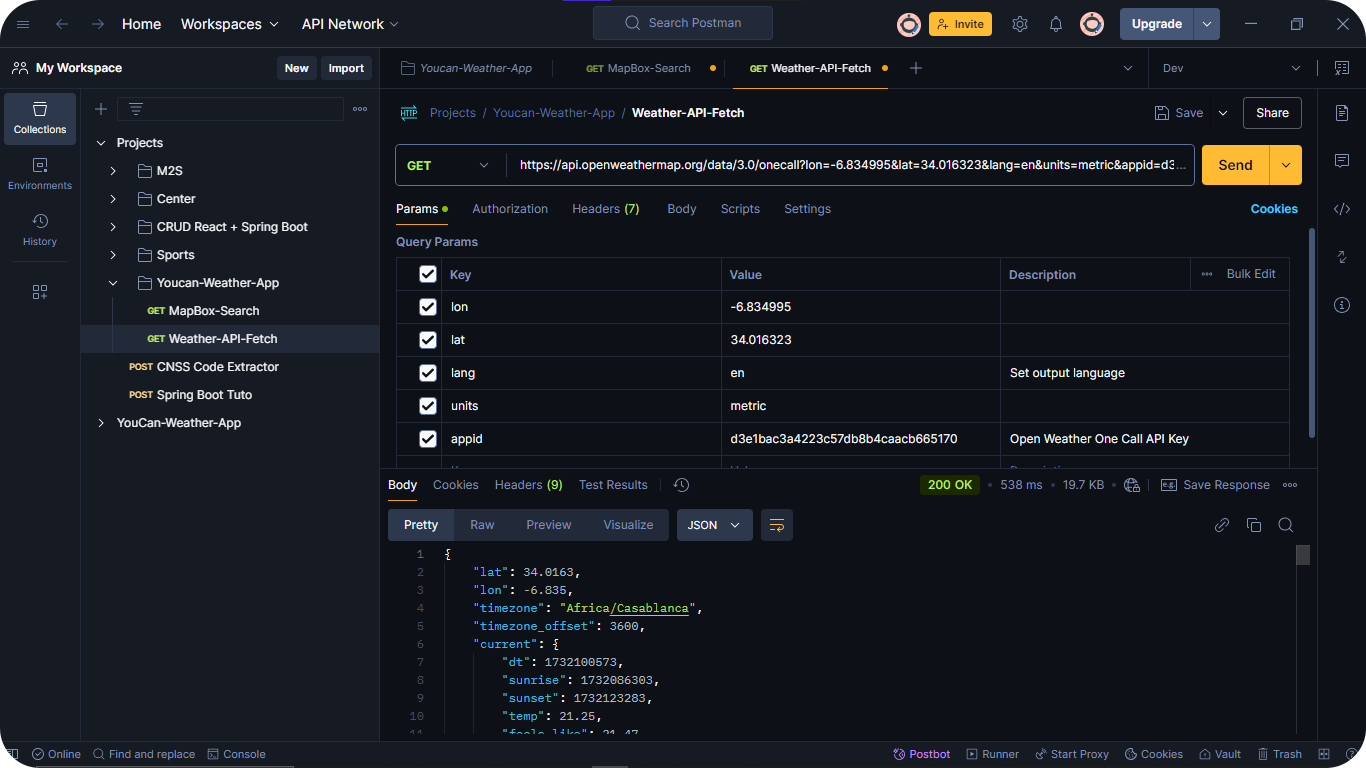 Home Workspaces API Network Search Postman Invite Upgrade
My Workspace New Import Youcan-Weather-App GET MapBox-Search GET Weather-API-Fetch Dev
Collections
Environments
History
Projects
M2S
Center
CRUD React + Spring Boot
Sports
Youcan-Weather-App
GET MapBox-Search
GET Weather-API-Fetch
POST CNSS Code Extractor
POST Spring Boot Tuto
YouCan-Weather-App
HTTP Projects / Youcan-Weather-App / Weather-API-Fetch Save Share
GET https://api.openweathermap.org/data/3.0/onecall?lon=-6.834995&lat=34.016323&lang=en&units=metric&appid=d3... Send
Params Authorization Headers (7) Body Scripts Settings Cookies
Query Params
Key Value Description Bulk Edit
lon -6.834995
lat 34.016323
lang en Set output language
units metric
appid d3e1bac3a4223c57db8b4caacb665170 Open Weather One Call API Key
Body Cookies Headers (9) Test Results 200 OK 538 ms 19.7 KB e.g. Save Response
Pretty Raw Preview Visualize JSON
1 {
2 "lat": 34.0163,
3 "lon": -6.835,
4 "timezone": "Africa/Casablanca",
5 "timezone_offset": 3600,
6 "current": {
7 "dt": 1732100573,
8 "sunrise": 1732086303,
9 "sunset": 1732123283,
10 "temp": 21.25,
Online Find and replace Console Postbot Runner Start Proxy Cookies Vault Trash